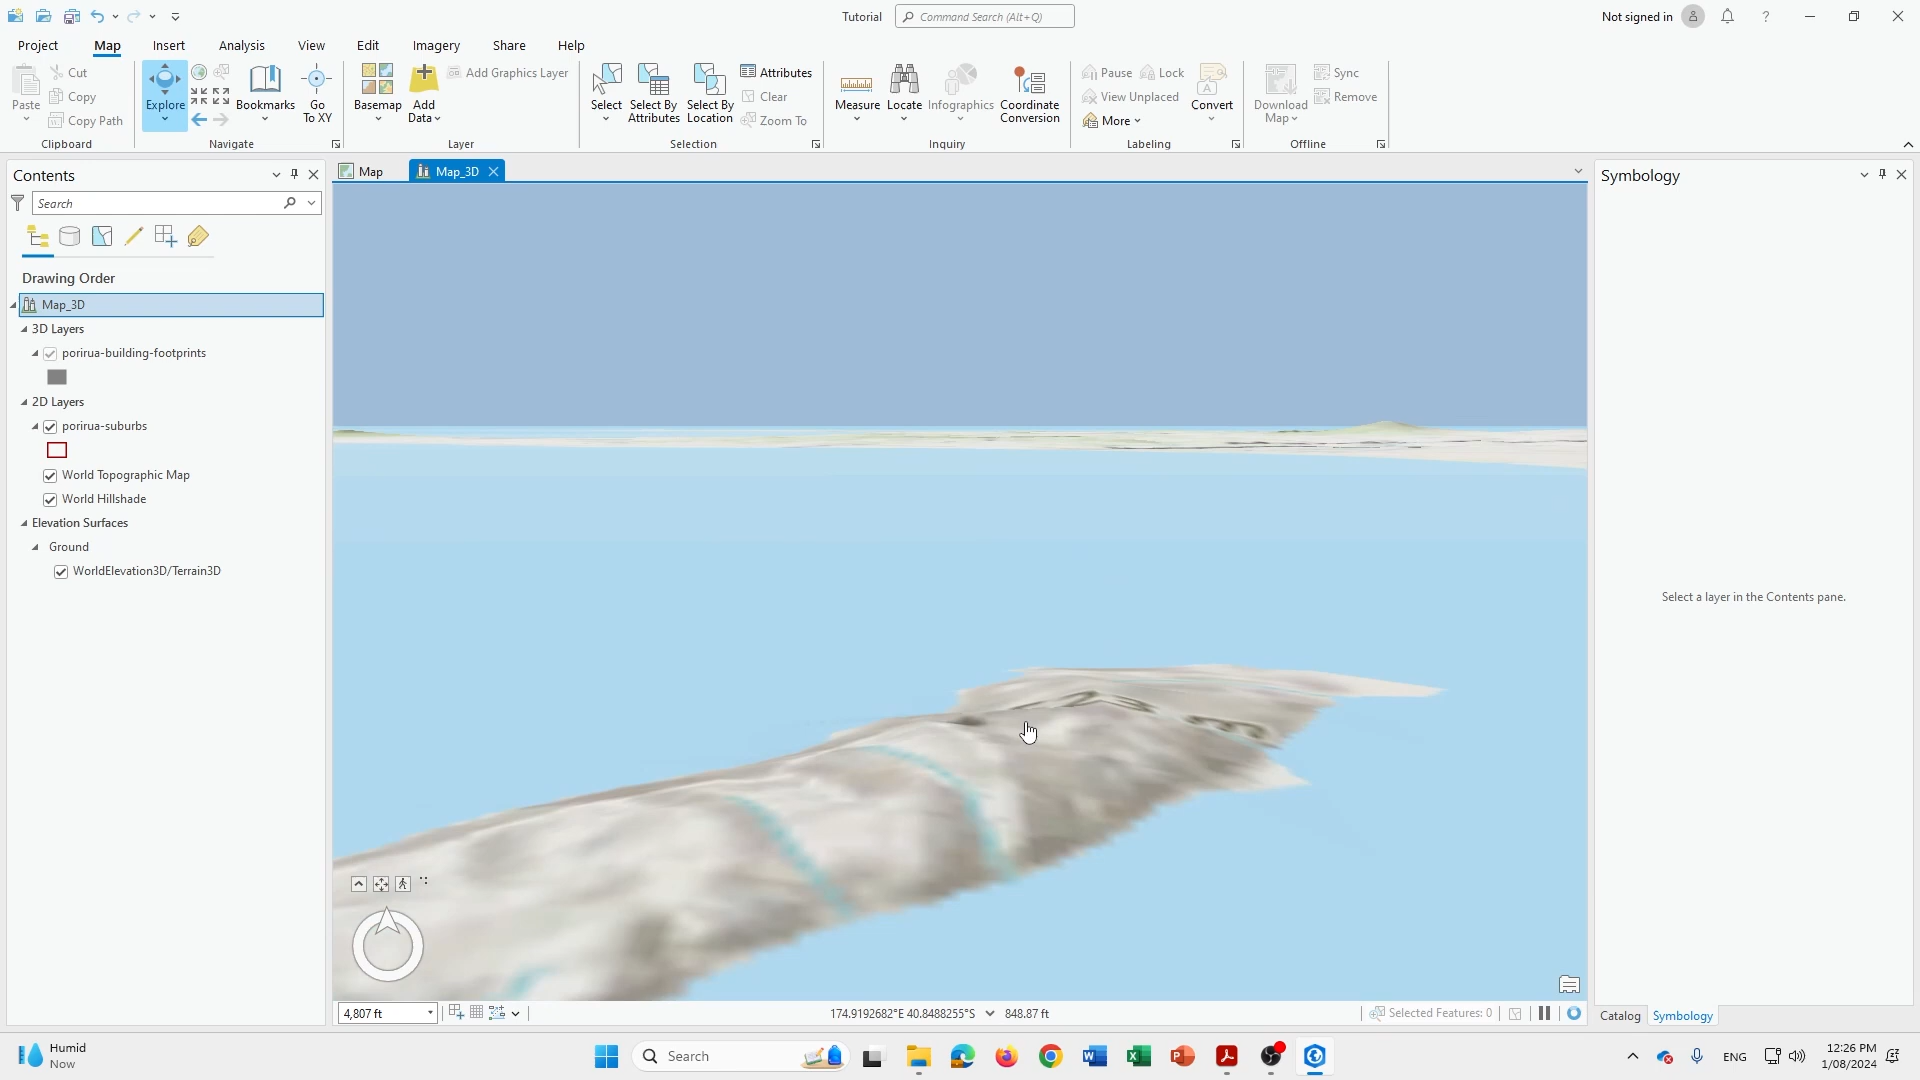 Tutorial
Command Search (Alt+Q)
Not signed in
Project
Map
Insert
Analysis
View
Edit
Imagery
Share
Help
Paste
Cut
Copy
Copy Path
Clipboard
Explore
Bookmarks
Go
To XY
Navigate
Basemap
Add
Data
Add Graphics Layer
Layer
Select
Select By
Attributes
Select By
Location
Attributes
Clear
Zoom To
Selection
Measure
Locate
Infographics
Coordinate
Conversion
Inquiry
Pause
Lock
View Unplaced
More
Convert
Labeling
Download
Map
Sync
Remove
Offline
Contents
Search
Drawing Order
Map_3D
3D Layers
porirua-building-footprints
2D Layers
porirua-suburbs
World Topographic Map
World Hillshade
Elevation Surfaces
Ground
WorldElevation3D/Terrain3D
Map
Map_3D
4,807 ft
174.9192682°E 40.8488255°S
848.87 ft
Selected Features: 0
Symbology
Select a layer in the Contents pane.
Catalog
Symbology
Humid
Now
Search
ENG
12:26 PM
1/08/2024